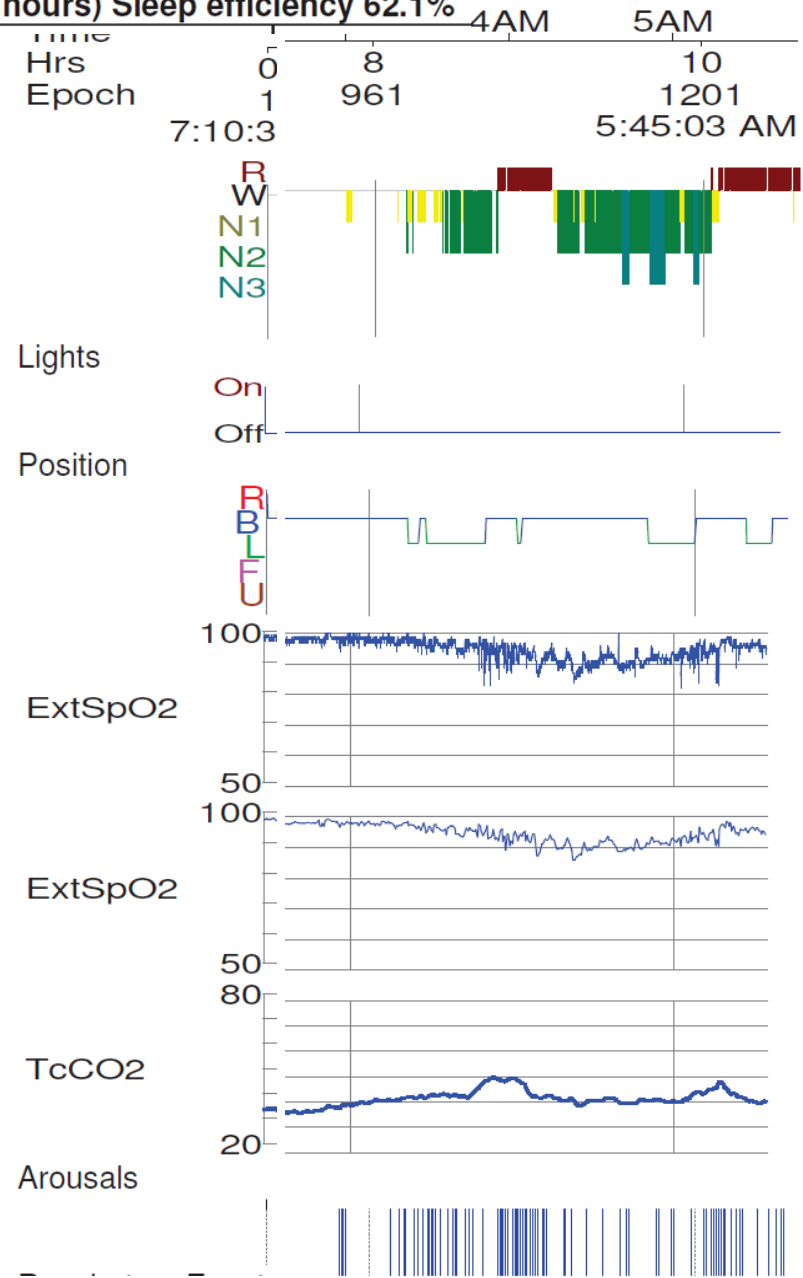 hours) Sleep efficiency 62.1%
4AM 5AM
Hrs 0 8 10
Epoch 1 961 1201
7:10:3 5:45:03 AM
R
W
N1
N2
N3
Lights
On
Off
Position
R
B
L
F
U
100
ExtSpO2
50
100
ExtSpO2
50
80
TcCO2
20
Arousals